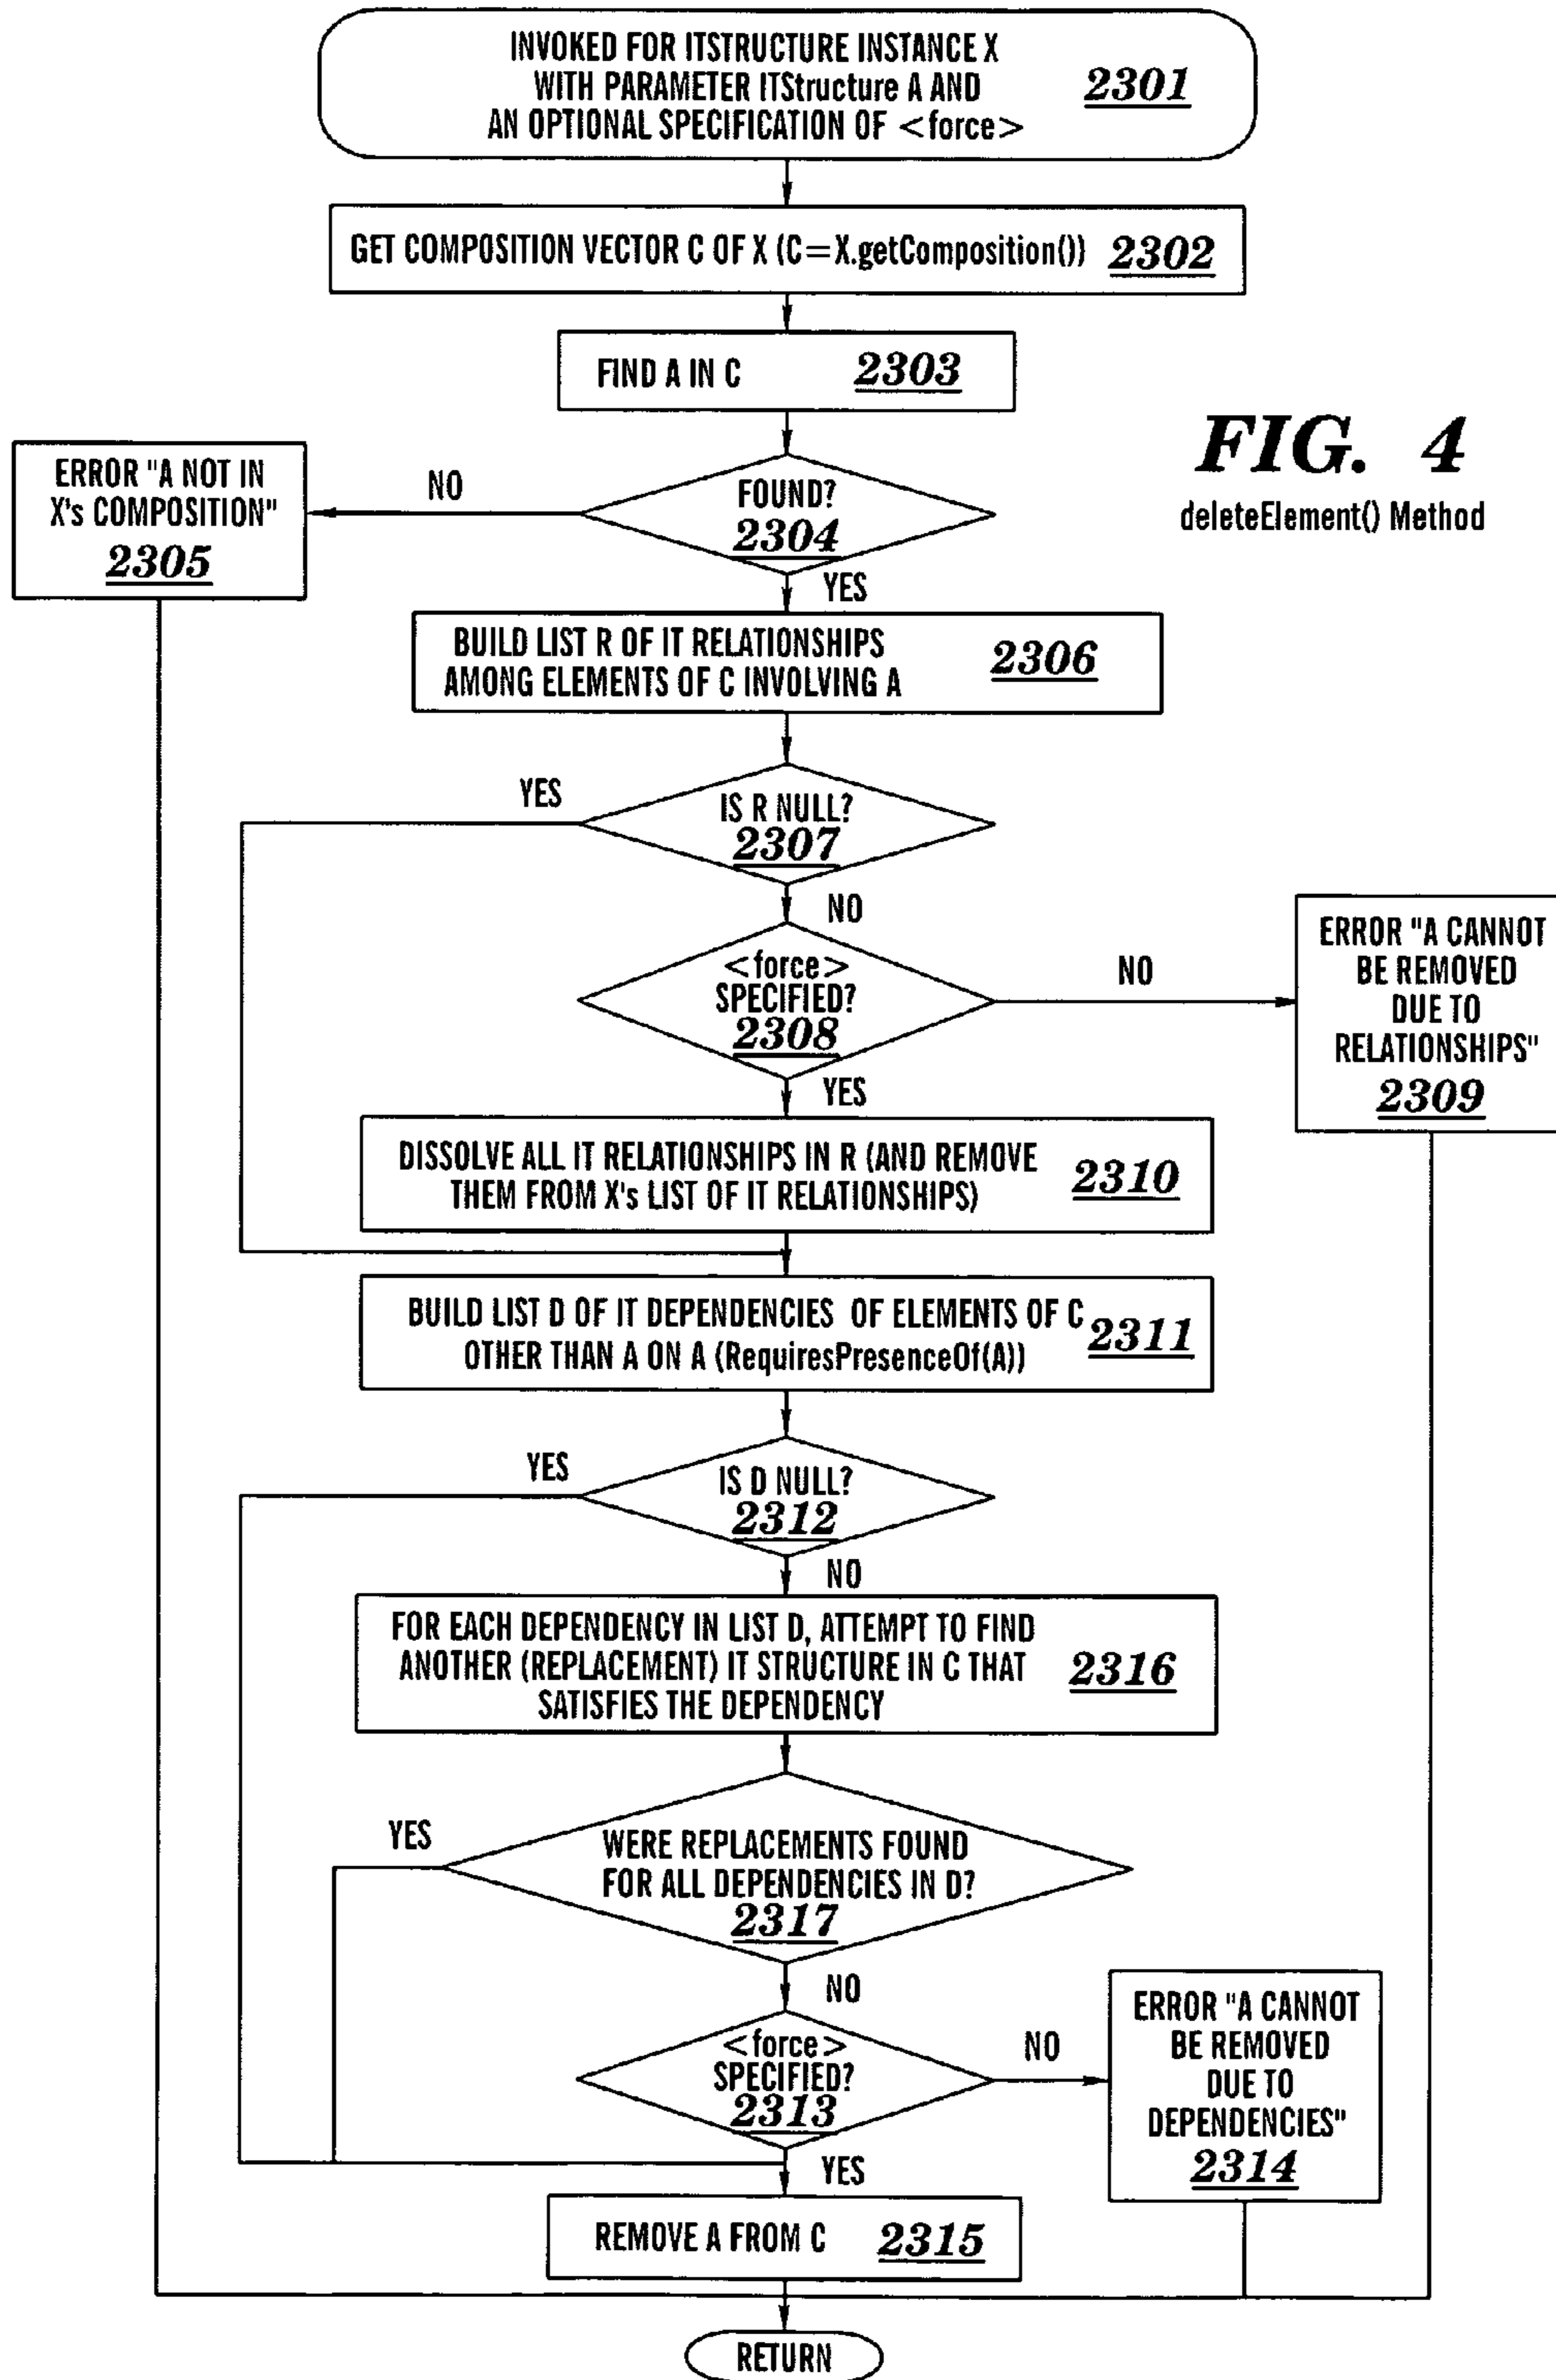 INVOKED FOR ITSTRUCTURE INSTANCE X
WITH PARAMETER ITStructure A AND
AN OPTIONAL SPECIFICATION OF <force>
2301
GET COMPOSITION VECTOR C OF X (C=X.getComposition()) 2302
FIND A IN C 2303
FIG. 4
deleteElement() Method
FOUND?
2304
NO
ERROR "A NOT IN
X's COMPOSITION"
2305
YES
BUILD LIST R OF IT RELATIONSHIPS
AMONG ELEMENTS OF C INVOLVING A
2306
IS R NULL?
2307
YES
NO
<force>
SPECIFIED?
2308
NO
ERROR "A CANNOT
BE REMOVED
DUE TO
RELATIONSHIPS"
2309
YES
DISSOLVE ALL IT RELATIONSHIPS IN R (AND REMOVE
THEM FROM X's LIST OF IT RELATIONSHIPS)
2310
BUILD LIST D OF IT DEPENDENCIES OF ELEMENTS OF C
OTHER THAN A ON A (RequiresPresenceOf(A))
2311
IS D NULL?
2312
YES
NO
FOR EACH DEPENDENCY IN LIST D, ATTEMPT TO FIND
ANOTHER (REPLACEMENT) IT STRUCTURE IN C THAT
SATISFIES THE DEPENDENCY
2316
WERE REPLACEMENTS FOUND
FOR ALL DEPENDENCIES IN D?
2317
YES
NO
<force>
SPECIFIED?
2313
NO
ERROR "A CANNOT
BE REMOVED
DUE TO
DEPENDENCIES"
2314
YES
REMOVE A FROM C 2315
RETURN